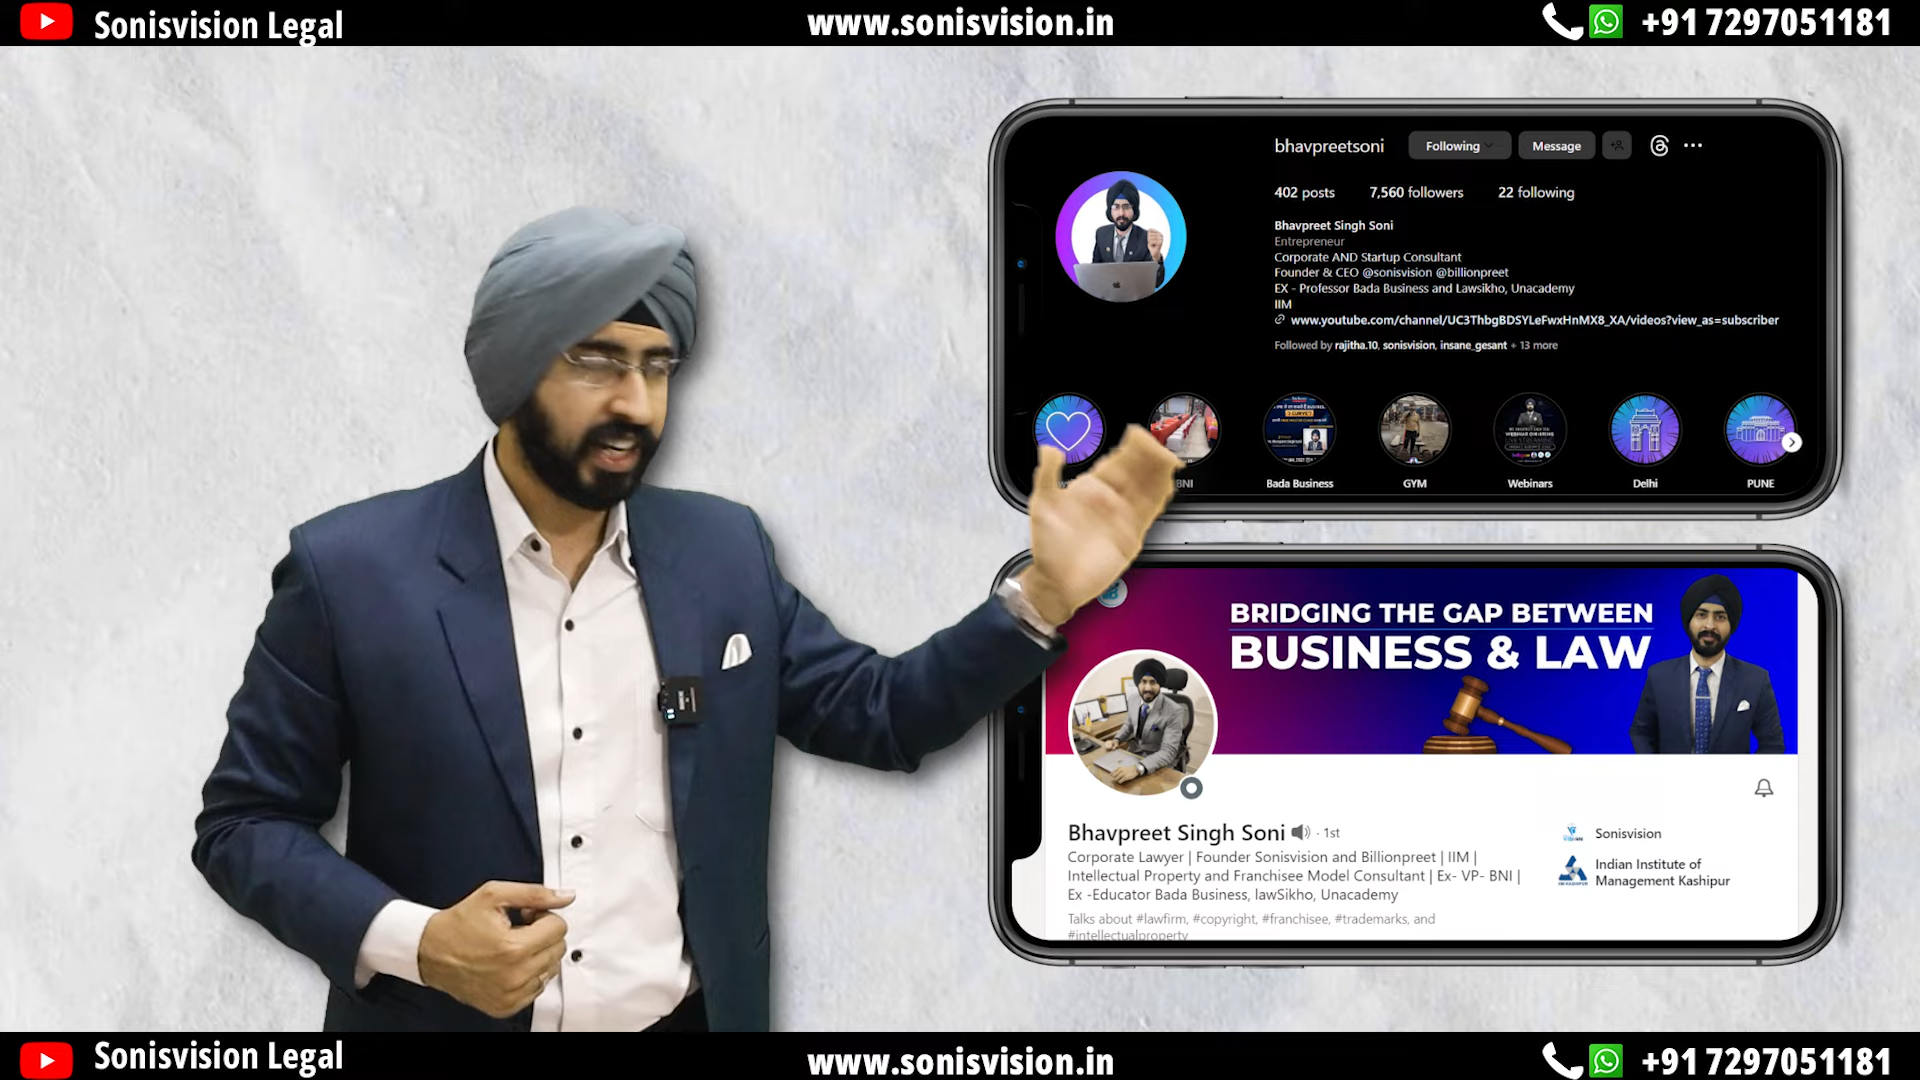 Sonisvision Legal
www.sonisvision.in
+91 7297051181
bhavpreetsoni
Following
Message
402 posts
7,560 followers
22 following
Bhavpreet Singh Soni
Entrepreneur
Corporate AND Startup Consultant
Founder & CEO @sonisvision @billionpreet
EX - Professor Bada Business and Lawsikho, Unacademy
IIM
www.youtube.com/channel/UC3ThbgBDSYLeFwxHnMX8_XA/videos?view_as=subscriber
Followed by rajitha.10, sonisvision, insane_gesant + 13 more
BNI
Bada Business
GYM
Webinars
Delhi
PUNE
BRIDGING THE GAP BETWEEN
BUSINESS & LAW
Bhavpreet Singh Soni · 1st
Corporate Lawyer | Founder Sonisvision and Billionpreet | IIM |
Intellectual Property and Franchisee Model Consultant | Ex- VP- BNI |
Ex -Educator Bada Business, lawSikho, Unacademy
Talks about #lawfirm, #copyright, #franchisee, #trademarks, and
#intellectualproperty
Sonisvision
Indian Institute of
Management Kashipur
Sonisvision Legal
www.sonisvision.in
+91 7297051181